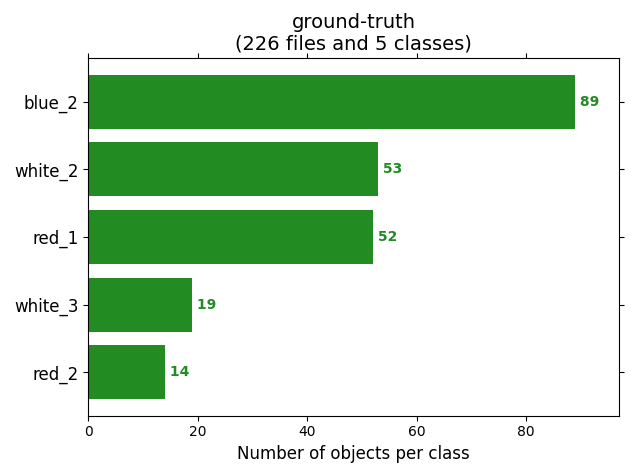 ground-truth
(226 files and 5 classes)
blue_2 89
white_2 53
red_1 52
white_3 19
red_2 14
0 20 40 60 80
Number of objects per class